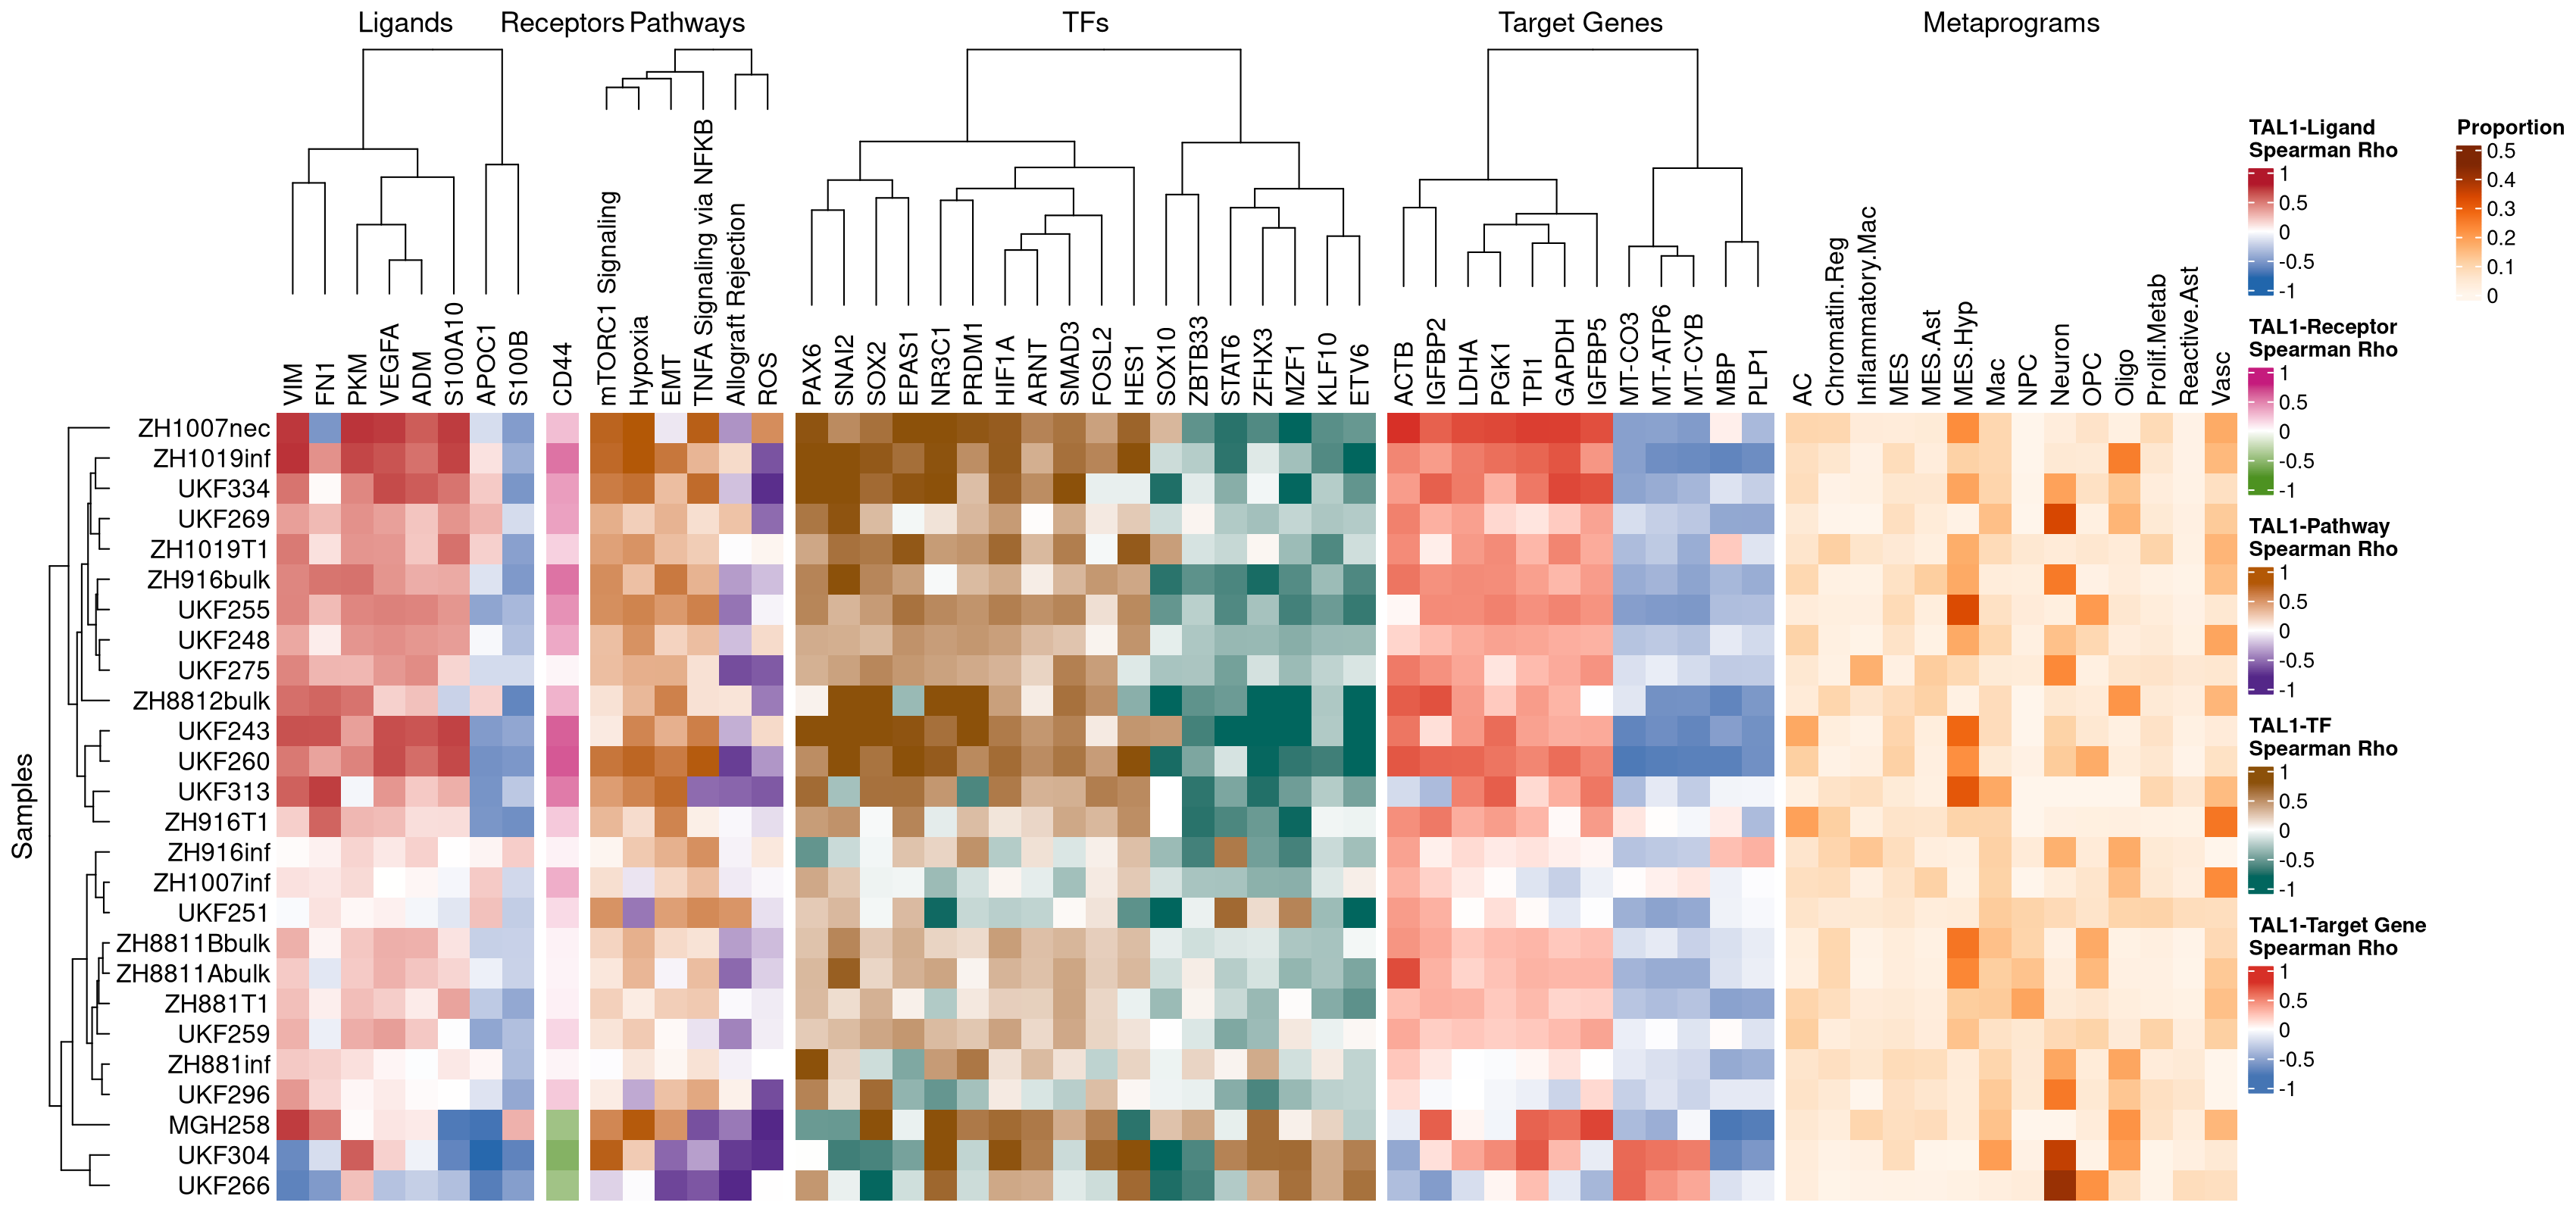 Ligands
Receptors
Pathways
TFs
Target Genes
Metaprograms
VIM
FN1
PKM
VEGFA
ADM
S100A10
APOC1
S100B
CD44
mTORC1 Signaling
Hypoxia
EMT
TNFA Signaling via NFKB
Allograft Rejection
ROS
PAX6
SNAI2
SOX2
EPAS1
NR3C1
PRDM1
HIF1A
ARNT
SMAD3
FOSL2
HES1
SOX10
ZBTB33
STAT6
ZFHX3
MZF1
KLF10
ETV6
ACTB
IGFBP2
LDHA
PGK1
TPI1
GAPDH
IGFBP5
MT-CO3
MT-ATP6
MT-CYB
MBP
PLP1
AC
Chromatin.Reg
Inflammatory.Mac
MES
MES.Ast
MES.Hyp
Mac
NPC
Neuron
OPC
Oligo
Prolif.Metab
Reactive.Ast
Vasc
Samples
ZH1007nec
ZH1019inf
UKF334
UKF269
ZH1019T1
ZH916bulk
UKF255
UKF248
UKF275
ZH8812bulk
UKF243
UKF260
UKF313
ZH916T1
ZH916inf
ZH1007inf
UKF251
ZH8811Bbulk
ZH8811Abulk
ZH881T1
UKF259
ZH881inf
UKF296
MGH258
UKF304
UKF266
TAL1-Ligand
Spearman Rho
1
0.5
0
-0.5
-1
TAL1-Receptor
Spearman Rho
1
0.5
0
-0.5
-1
TAL1-Pathway
Spearman Rho
1
0.5
0
-0.5
-1
TAL1-TF
Spearman Rho
1
0.5
0
-0.5
-1
TAL1-Target Gene
Spearman Rho
1
0.5
0
-0.5
-1
Proportion
0.5
0.4
0.3
0.2
0.1
0